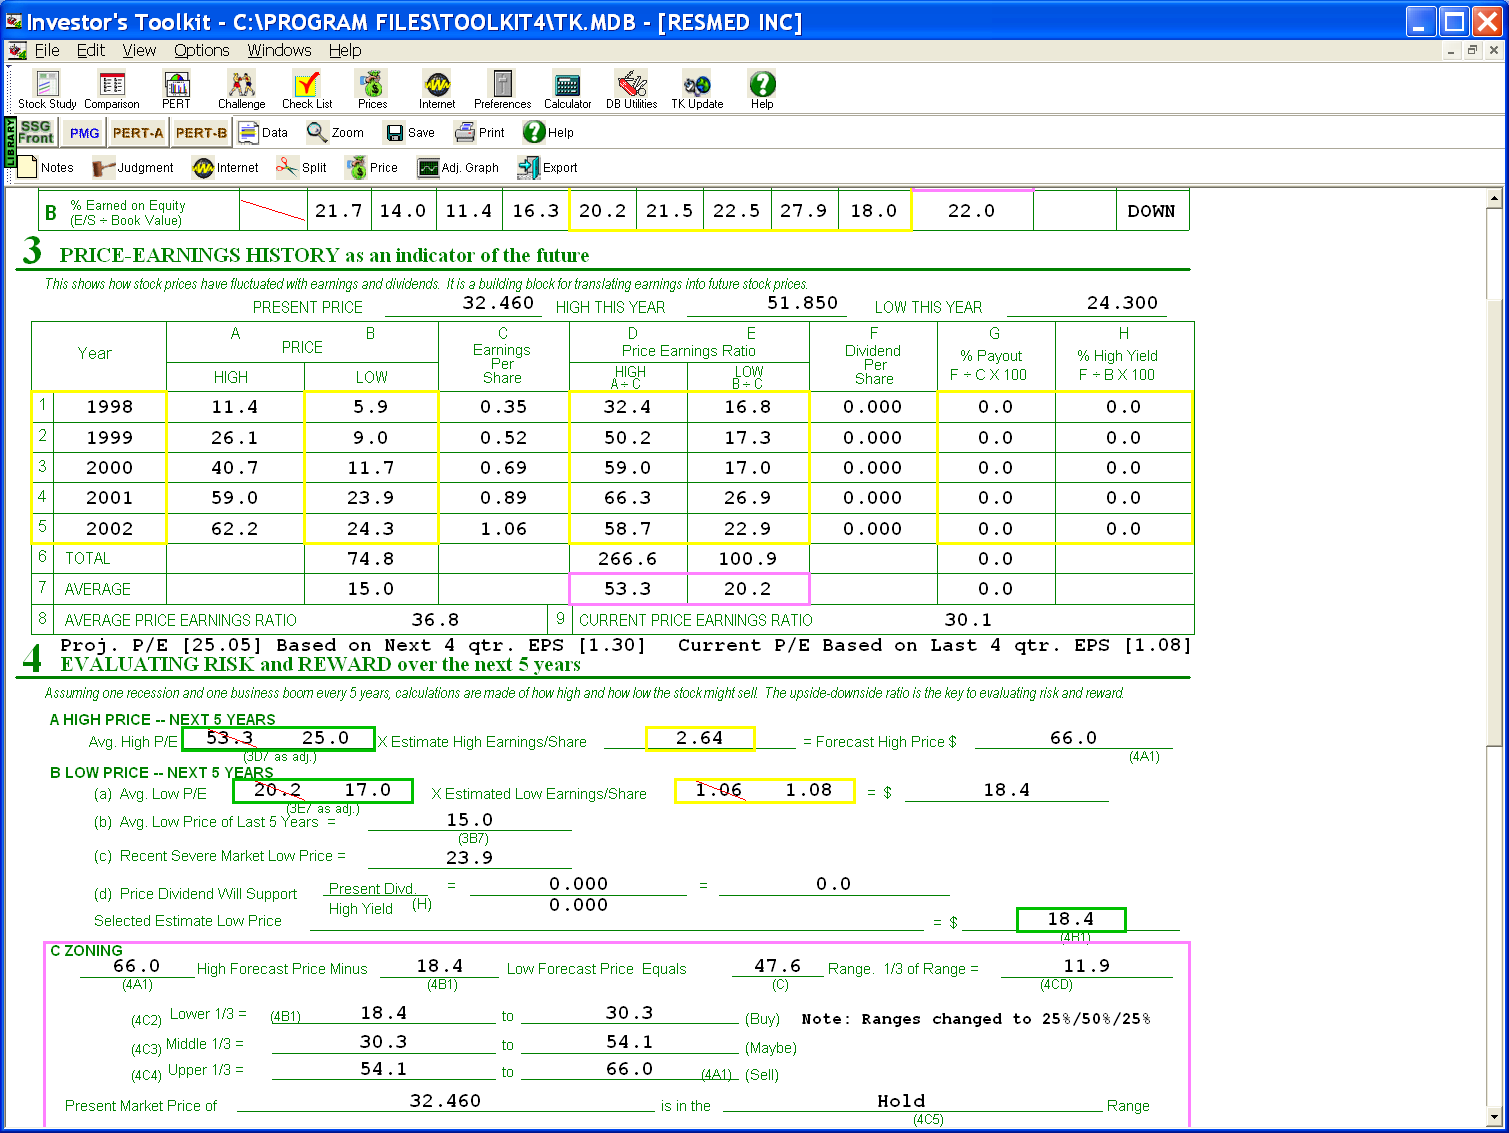 Investor's Toolkit - C:\PROGRAM FILES\TOOLKIT4\TK.MDB - [RESMED INC]
File Edit View Options Windows Help
Stock Study Comparison PERT Challenge Check List Prices Internet Preferences Calculator DB Utilities TK Update Help
LIBRARY
SSG Front PMG PERT-A PERT-B Data Zoom Save Print Help
Notes Judgment Internet Split Price Adj. Graph Export
B % Earned on Equity (E/S ÷ Book Value) 21.7 14.0 11.4 16.3 20.2 21.5 22.5 27.9 18.0 22.0 DOWN
3 PRICE-EARNINGS HISTORY as an indicator of the future
This shows how stock prices have fluctuated with earnings and dividends. It is a building block for translating earnings into future stock prices.
PRESENT PRICE 32.460 HIGH THIS YEAR 51.850 LOW THIS YEAR 24.300
Year A PRICE B C Earnings Per Share D Price Earnings Ratio E F Dividend Per Share G % Payout F ÷ C X 100 H % High Yield F ÷ B X 100
HIGH LOW HIGH A ÷ C LOW B ÷ C
1 1998 11.4 5.9 0.35 32.4 16.8 0.000 0.0 0.0
2 1999 26.1 9.0 0.52 50.2 17.3 0.000 0.0 0.0
3 2000 40.7 11.7 0.69 59.0 17.0 0.000 0.0 0.0
4 2001 59.0 23.9 0.89 66.3 26.9 0.000 0.0 0.0
5 2002 62.2 24.3 1.06 58.7 22.9 0.000 0.0 0.0
6 TOTAL 74.8 266.6 100.9 0.0
7 AVERAGE 15.0 53.3 20.2 0.0
8 AVERAGE PRICE EARNINGS RATIO 36.8 9 CURRENT PRICE EARNINGS RATIO 30.1
Proj. P/E [25.05] Based on Next 4 qtr. EPS [1.30] Current P/E Based on Last 4 qtr. EPS [1.08]
4 EVALUATING RISK and REWARD over the next 5 years
Assuming one recession and one business boom every 5 years, calculations are made of how high and how low the stock might sell. The upside-downside ratio is the key to evaluating risk and reward.
A HIGH PRICE -- NEXT 5 YEARS
Avg. High P/E 53.3 25.0 X Estimate High Earnings/Share 2.64 = Forecast High Price $ 66.0
(3D7 as adj.) (4A1)
B LOW PRICE -- NEXT 5 YEARS
(a) Avg. Low P/E 20.2 17.0 X Estimated Low Earnings/Share 1.06 1.08 = $ 18.4
(3E7 as adj.)
(b) Avg. Low Price of Last 5 Years = 15.0
(3B7)
(c) Recent Severe Market Low Price = 23.9
(d) Price Dividend Will Support Present Divd. = 0.000 = 0.0
High Yield (H) 0.000
Selected Estimate Low Price = $ 18.4
(4B1)
C ZONING
66.0 High Forecast Price Minus 18.4 Low Forecast Price Equals 47.6 Range. 1/3 of Range = 11.9
(4A1) (4B1) (C) (4CD)
(4C2) Lower 1/3 = (4B1) 18.4 to 30.3 (Buy) Note: Ranges changed to 25%/50%/25%
(4C3) Middle 1/3 = 30.3 to 54.1 (Maybe)
(4C4) Upper 1/3 = 54.1 to 66.0 (4A1) (Sell)
Present Market Price of 32.460 is in the Hold Range
(4C5)